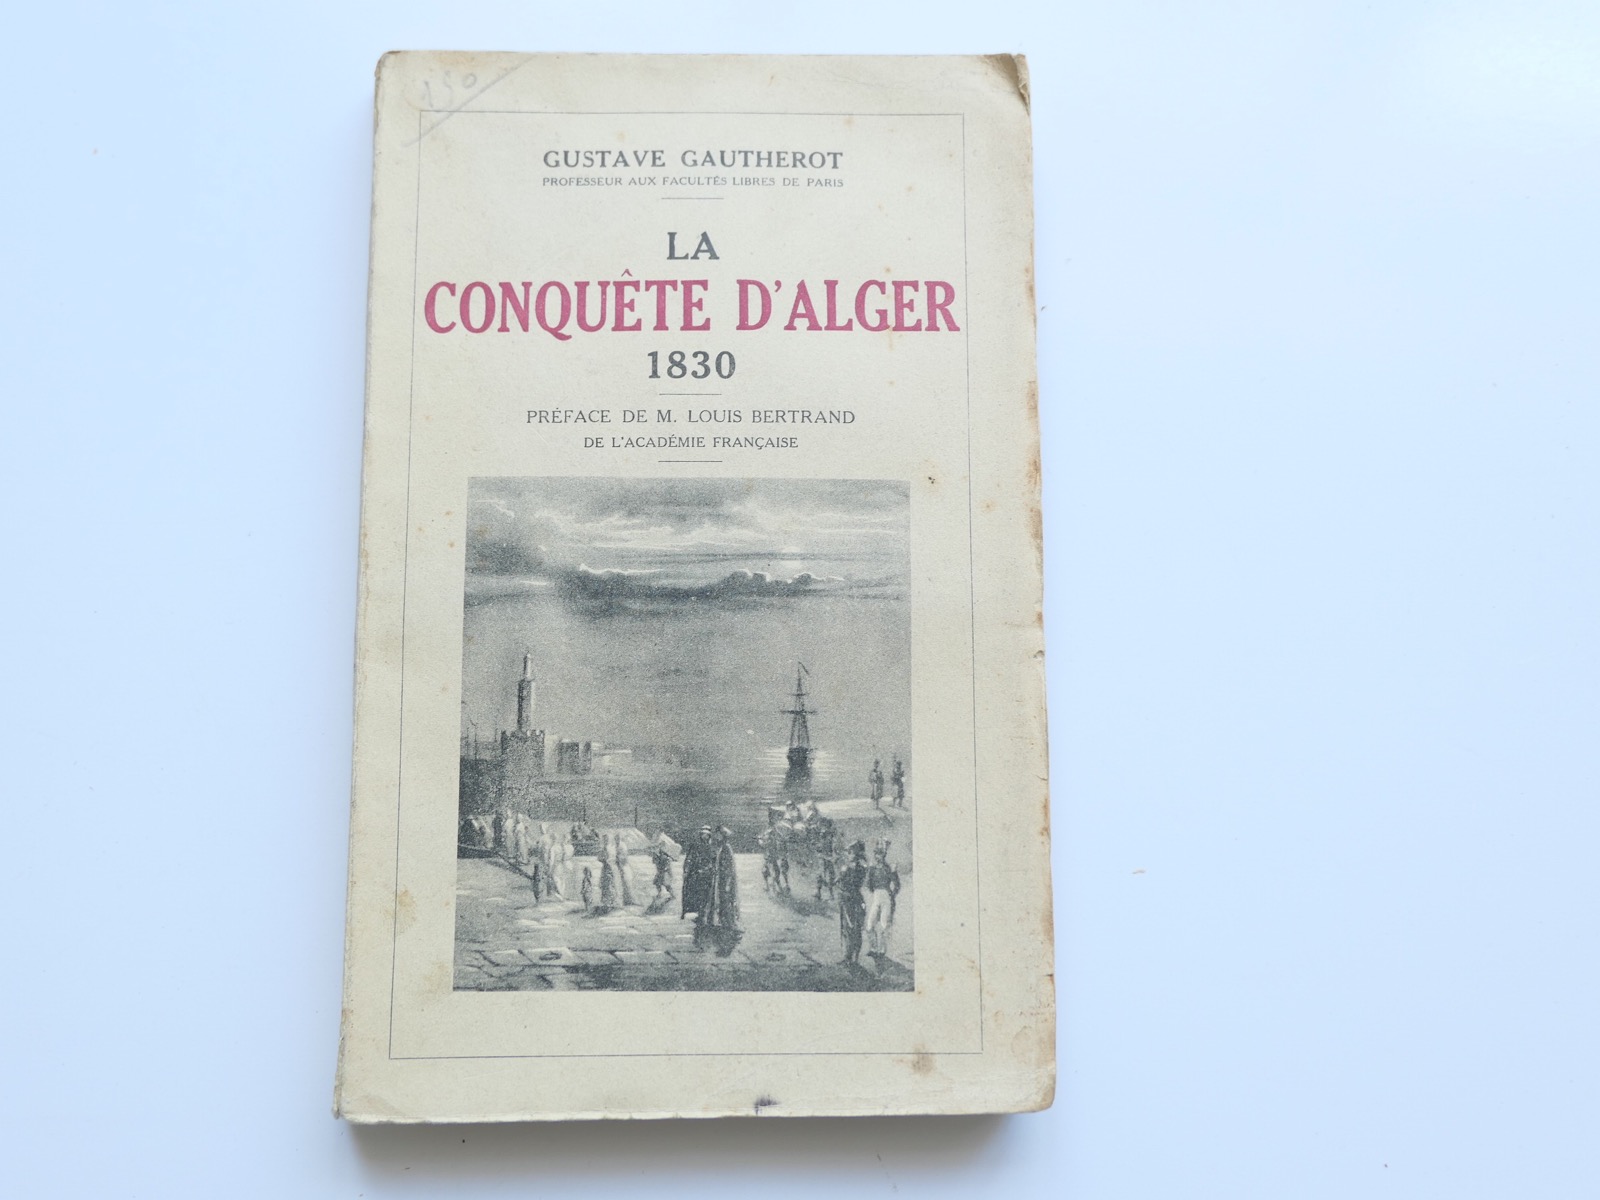 150
GUSTAVE GAUTHEROT
PROFESSEUR AUX FACULTÉS LIBRES DE PARIS
LA
CONQUÊTE D'ALGER
1830
PRÉFACE DE M. LOUIS BERTRAND
DE L'ACADÉMIE FRANÇAISE